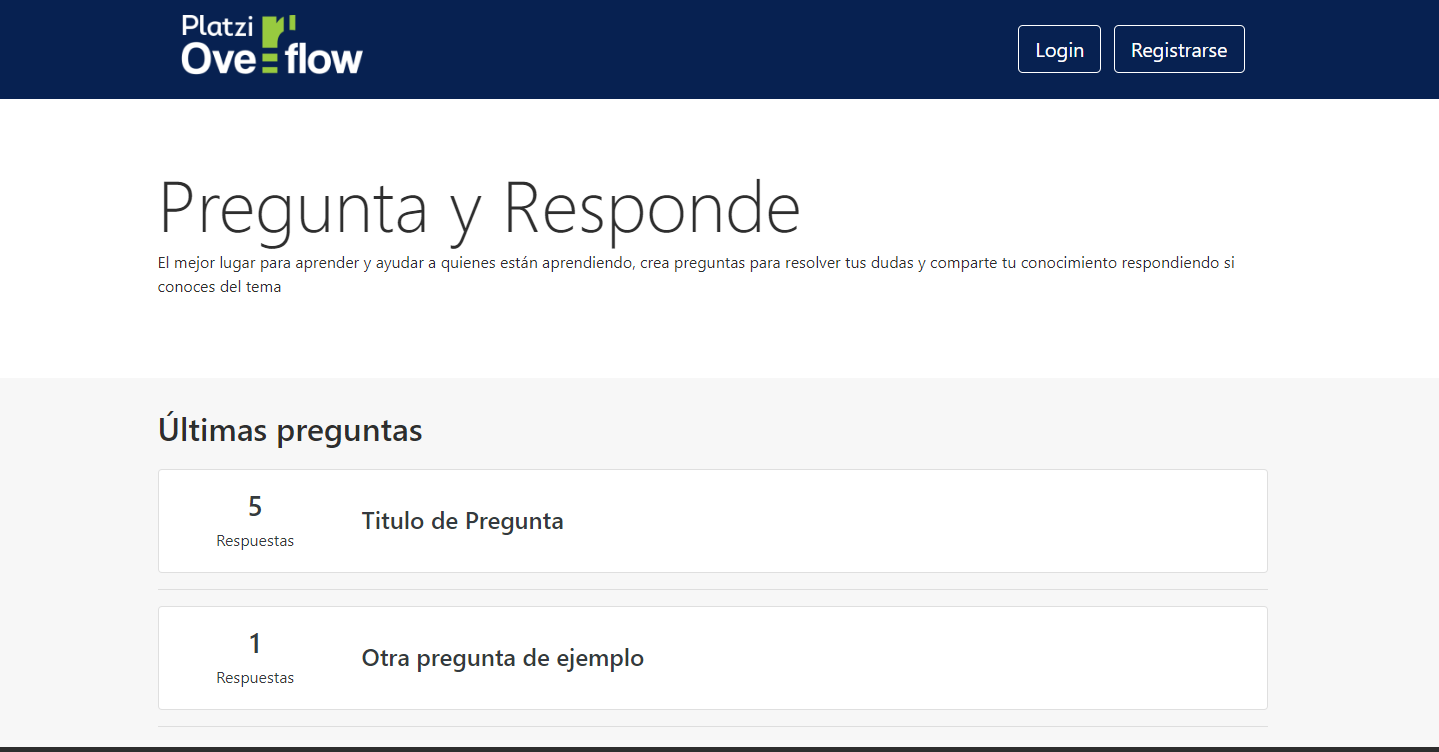 Platzi
Overflow
Login
Registrarse
Pregunta y Responde
El mejor lugar para aprender y ayudar a quienes están aprendiendo, crea preguntas para resolver tus dudas y comparte tu conocimiento respondiendo si
conoces del tema
Últimas preguntas
5
Respuestas
Titulo de Pregunta
1
Respuestas
Otra pregunta de ejemplo